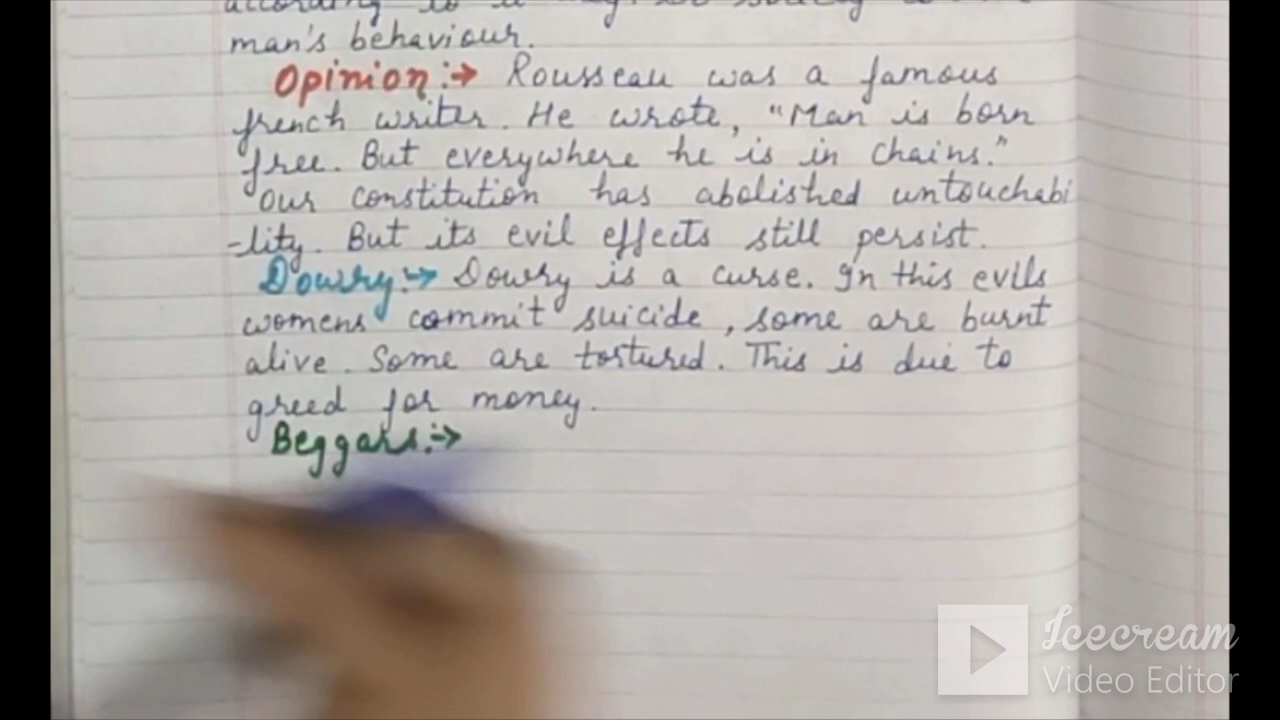 man's behaviour.
Opinion:→ Rousseau was a famous
french writer. He wrote, "Man is born
free. But everywhere he is in chains."
Our constitution has abolished untouchabi
-lity. But its evil effects still persist.
Dowry:→ Dowry is a curse. In this evils
womens commit suicide, some are burnt
alive. Some are tortured. This is due to
greed for money.
Beggars:→
Icecream
Video Editor